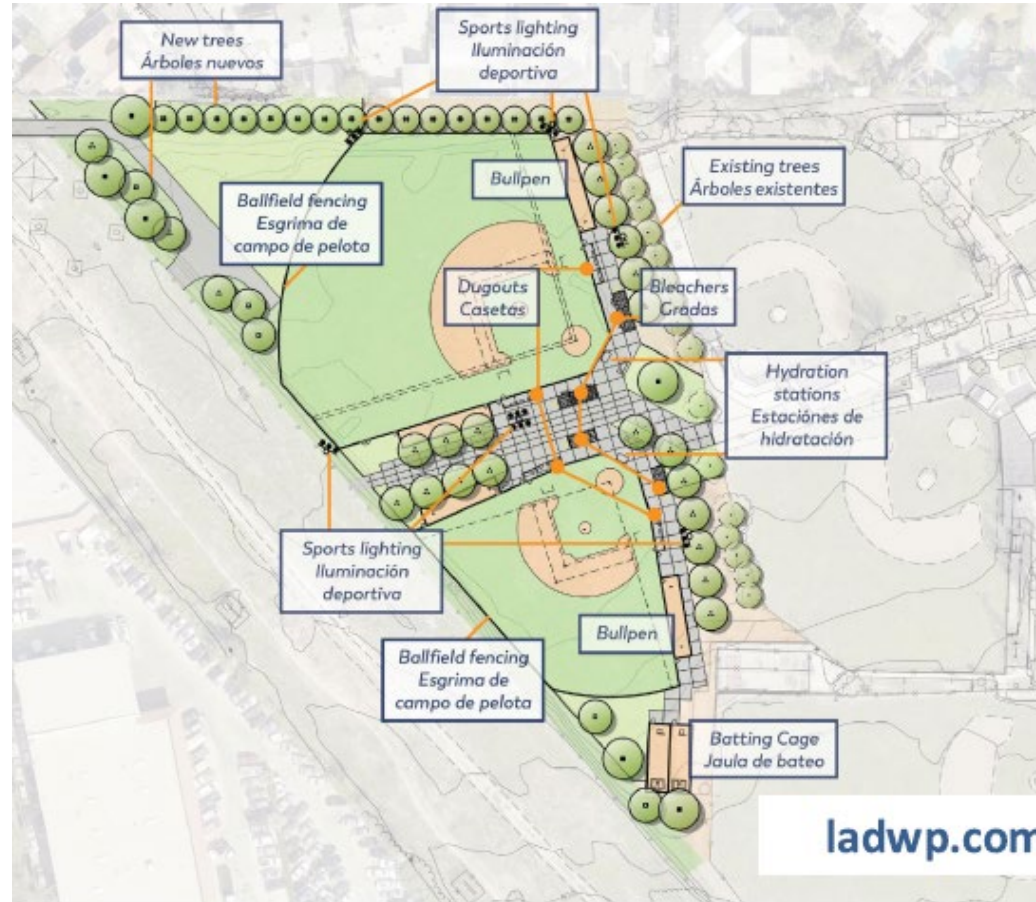 New trees
Árboles nuevos
Sports lighting
Iluminación
deportiva
Bullpen
Existing trees
Árboles existentes
Ballfield fencing
Esgrima de
campo de pelota
Dugouts
Casetas
Bleachers
Gradas
Hydration
stations
Estaciónes de
hidratación
Sports lighting
Iluminación
deportiva
Bullpen
Ballfield fencing
Esgrima de
campo de pelota
Batting Cage
Jaula de bateo
ladwp.com